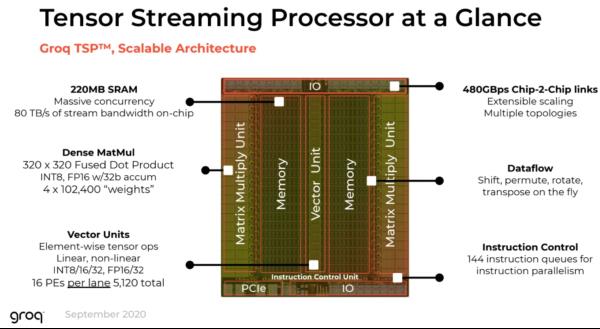 Tensor Streaming Processor at a Glance
Groq TSP™, Scalable Architecture
220MB SRAM
Massive concurrency
80 TB/s of stream bandwidth on-chip
Dense MatMul
320 x 320 Fused Dot Product
INT8, FP16 w/32b accum
4 x 102,400 “weights”
Vector Units
Element-wise tensor ops
Linear, non-linear
INT8/16/32, FP16/32
16 PEs per lane 5,120 total
IO
Matrix Multiply Unit
Memory
Vector Unit
Memory
Matrix Multiply Unit
Instruction Control Unit
PCIe
IO
480GBps Chip-2-Chip links
Extensible scaling
Multiple topologies
Dataflow
Shift, permute, rotate,
transpose on the fly
Instruction Control
144 instruction queues for
instruction parallelism
groq
September 2020